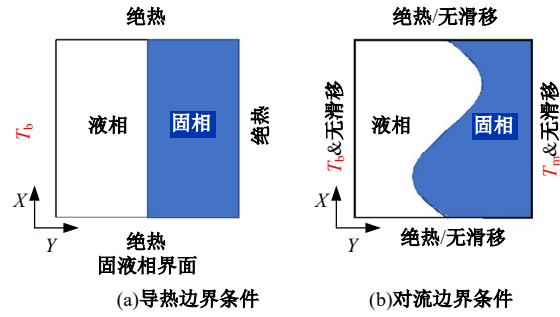 绝热
T_b
液相
固相
绝热
X
Y
绝热
固液相界面
(a)导热边界条件
绝热/无滑移
T_b&无滑移
液相
固相
T_m&无滑移
X
Y
绝热/无滑移
(b)对流边界条件